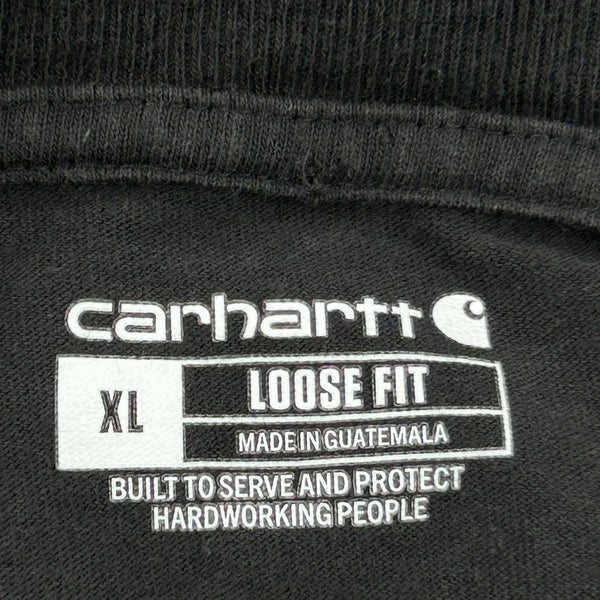 carhartt
XL
LOOSE FIT
MADE IN GUATEMALA
BUILT TO SERVE AND PROTECT
HARDWORKING PEOPLE